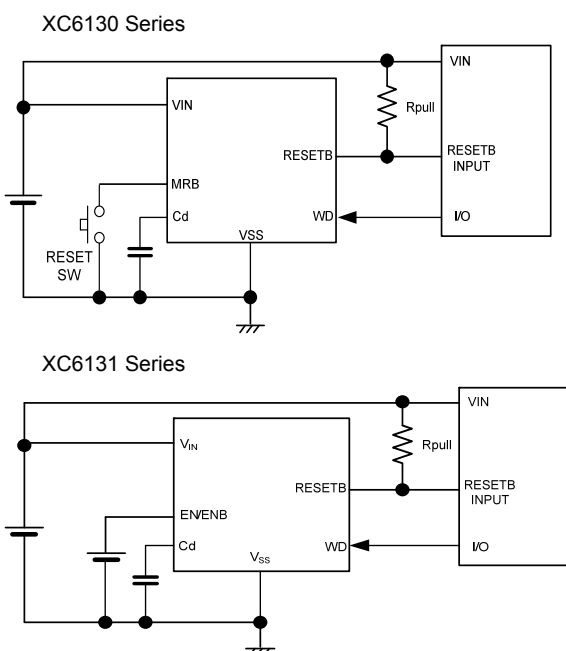 XC6130 Series
VIN
VIN
Rpull
RESETB
RESETB
INPUT
MRB
Cd
WD
I/O
VSS
RESET
SW
XC6131 Series
VIN
VIN
Rpull
RESETB
RESETB
INPUT
EN/ENB
Cd
WD
I/O
VSS